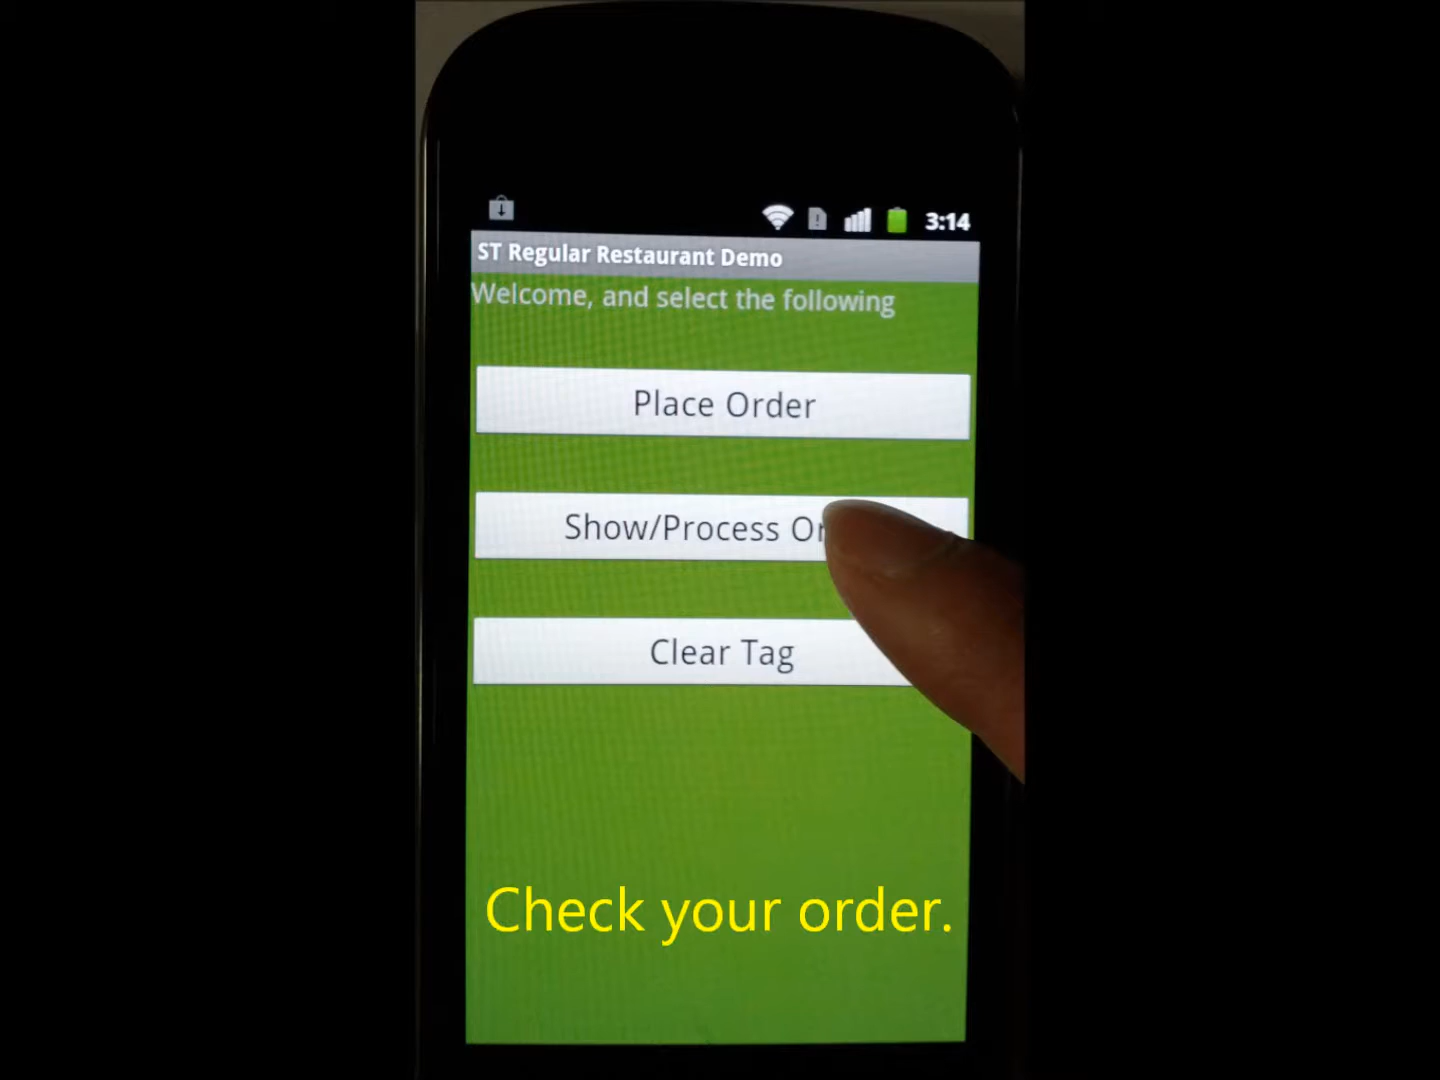 3:14
ST Regular Restaurant Demo
Welcome, and select the following
Place Order
Show/Process
Clear Tag
Check your order.